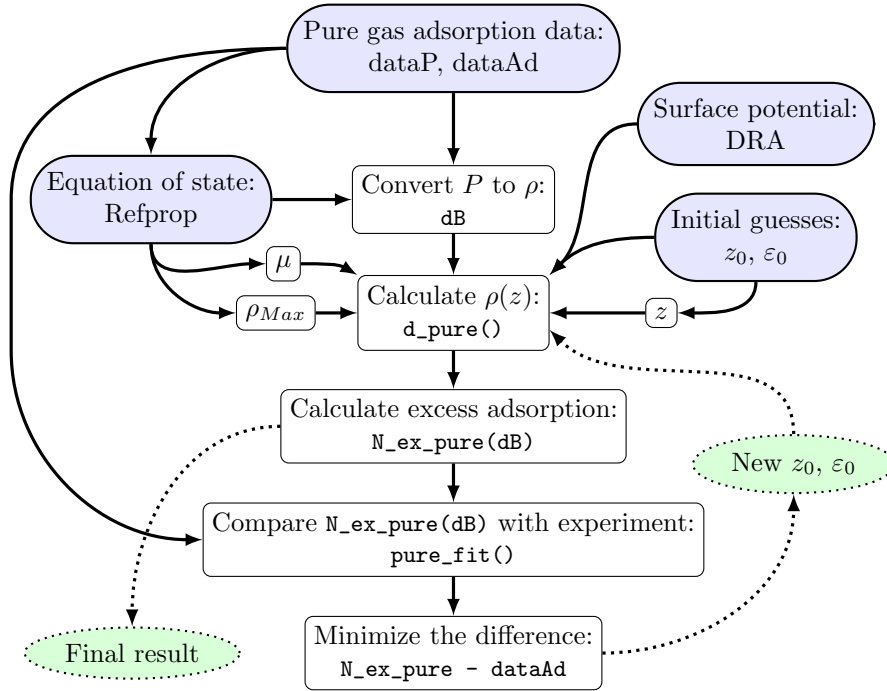 Pure gas adsorption data:
dataP, dataAd
Surface potential:
DRA
Equation of state:
Refprop
Convert P to ρ:
dB
Initial guesses:
z₀, ε₀
μ
ρ_Max
Calculate ρ(z):
d_pure()
z
Calculate excess adsorption:
N_ex_pure(dB)
New z₀, ε₀
Compare N_ex_pure(dB) with experiment:
pure_fit()
Minimize the difference:
N_ex_pure - dataAd
Final result